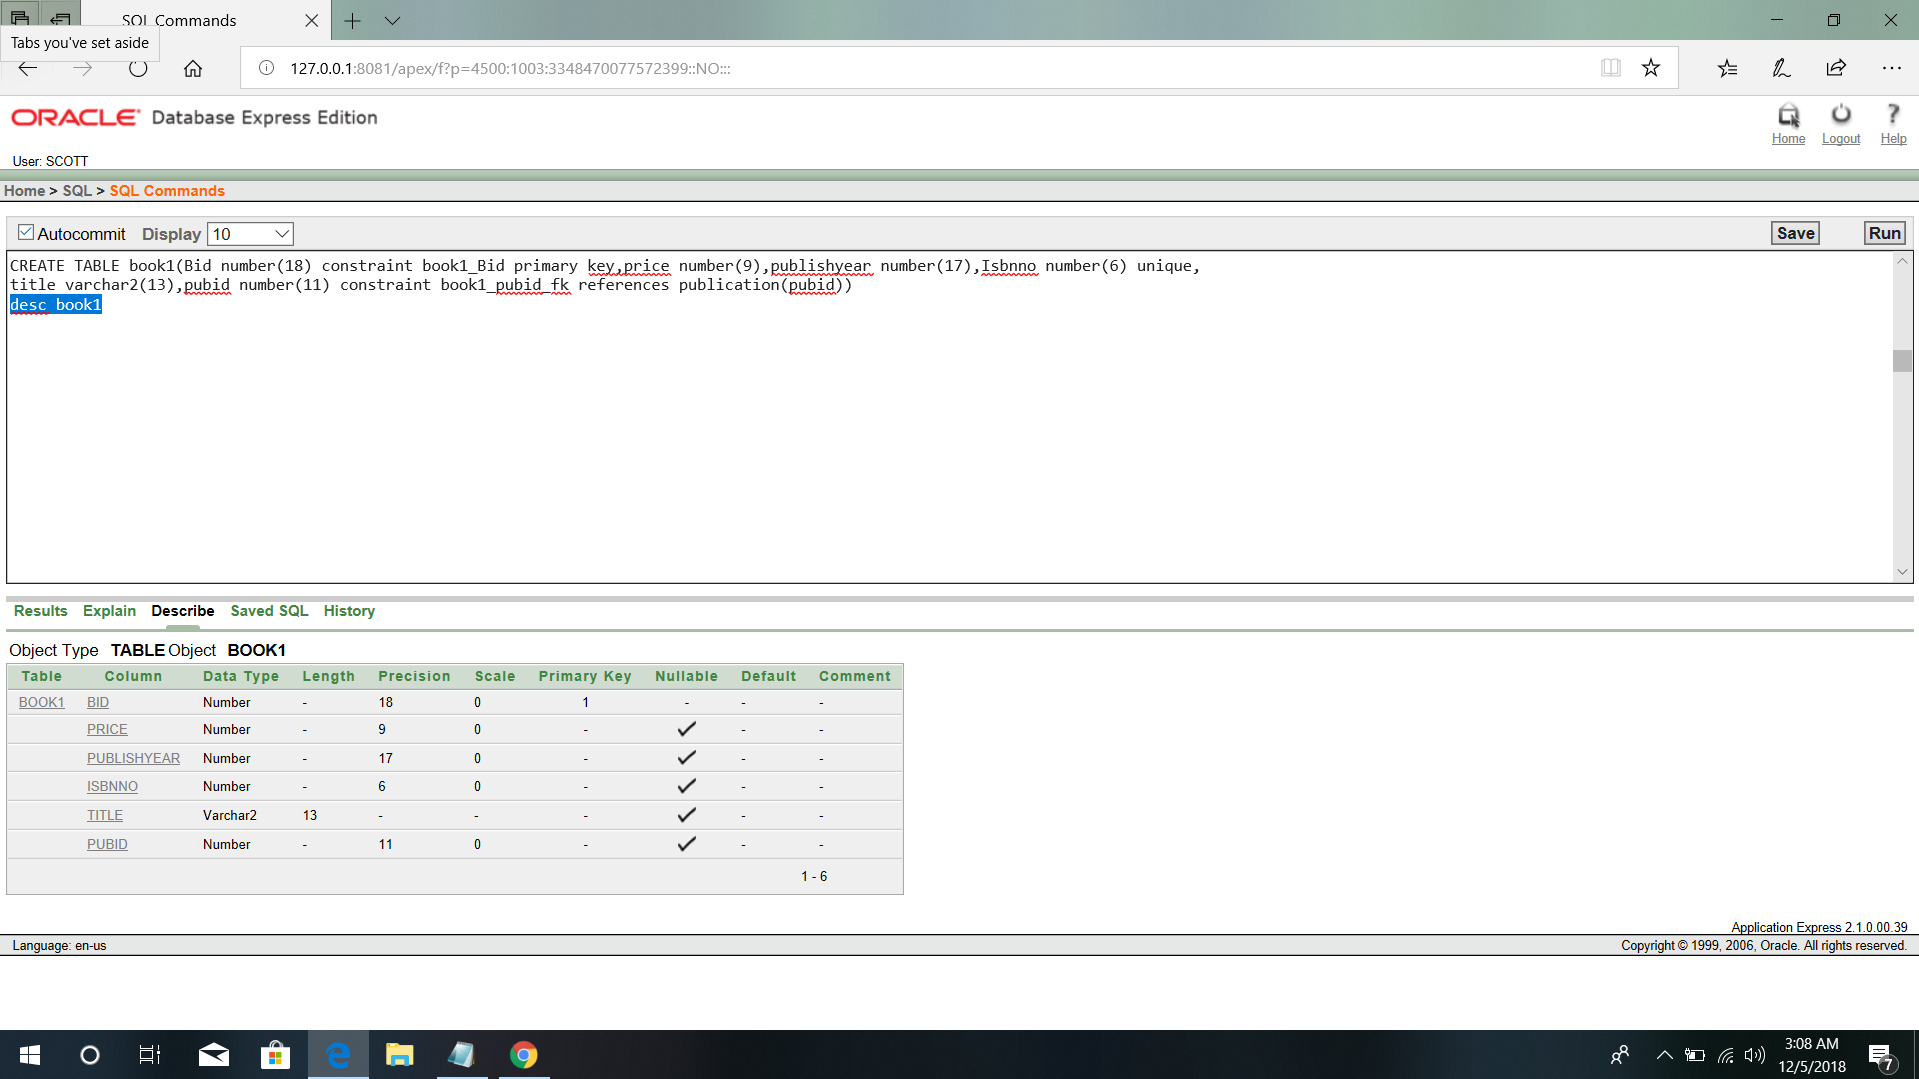 SQL Commands
Tabs you've set aside
127.0.0.1:8081/apex/f?p=4500:1003:3348470077572399::NO:::
ORACLE Database Express Edition
Home Logout Help
User: SCOTT
Home > SQL > SQL Commands
Autocommit Display 10 Save Run
CREATE TABLE book1(Bid number(18) constraint book1_Bid primary key,price number(9),publishyear number(17),Isbnno number(6) unique,
title varchar2(13),pubid number(11) constraint book1_pubid_fk references publication(pubid))
desc book1
Results Explain Describe Saved SQL History
Object Type TABLE Object BOOK1
Table Column Data Type Length Precision Scale Primary Key Nullable Default Comment
BOOK1 BID Number - 18 0 1 - - -
PRICE Number - 9 0 - ✓ - -
PUBLISHYEAR Number - 17 0 - ✓ - -
ISBNNO Number - 6 0 - ✓ - -
TITLE Varchar2 13 - - - ✓ - -
PUBID Number - 11 0 - ✓ - -
1 - 6
Application Express 2.1.0.00.39
Language: en-us Copyright © 1999, 2006, Oracle. All rights reserved.
3:08 AM
12/5/2018
7